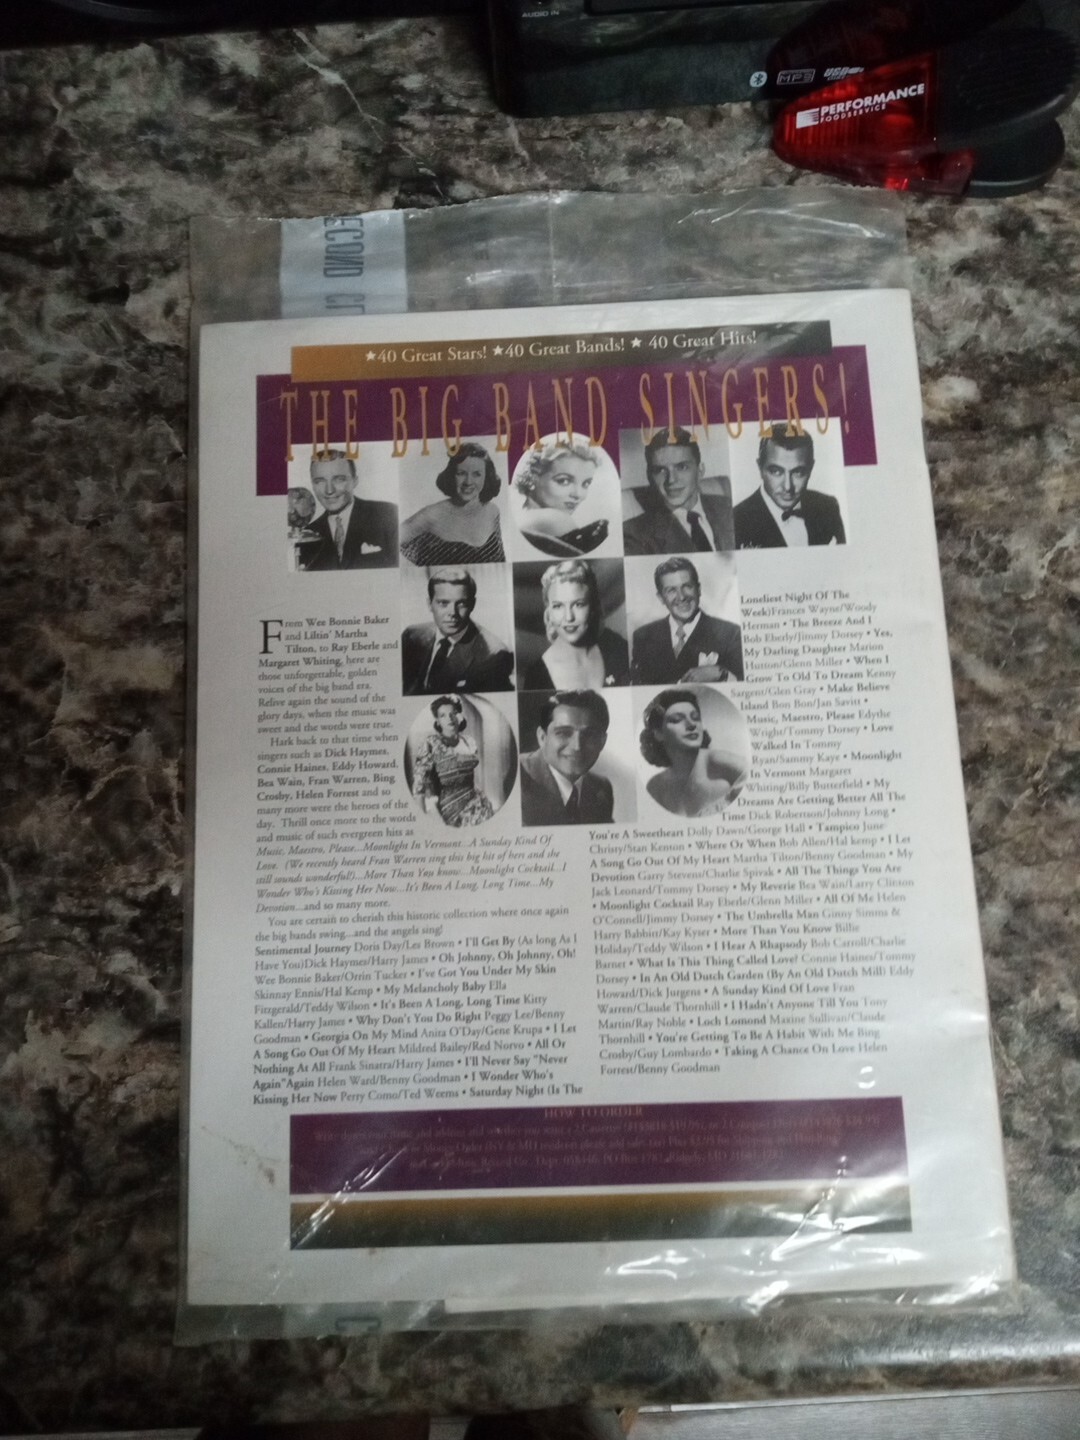 AUDIO IN
MP3
USB
PERFORMANCE
FOODSERVICE
★40 Great Stars! ★40 Great Bands! ★ 40 Great Hits!
THE BIG BAND SINGERS!
From Wee Bonnie Baker
and Liltin' Martha
Tilton, to Ray Eberle and
Margaret Whiting, here are
those unforgettable, golden
voices of the big band era.
Relive again the sound of the
glory days, when the music was
sweet and the words were true.
Hark back to that time when
singers such as Dick Haymes,
Connie Haines, Eddy Howard,
Bea Wain, Fran Warren, Bing
Crosby, Helen Forrest and so
many more were the heroes of the
day. Thrill once more to the words
and music of such evergreen hits as
Music, Maestro, Please...Moonlight In Vermont...A Sunday Kind Of
Love. (We recently heard Fran Warren sing this big hit of hers and she
still sounds wonderful!)...More Than You know...Moonlight Cocktail...I
Wonder Who's Kissing Her Now...It's Been A Long, Long Time...My
Devotion...and so many more.
You are certain to cherish this historic collection where once again
the big bands swing...and the angels sing!
Sentimental Journey Doris Day/Les Brown • I'll Get By (As long As I
Have You)Dick Haymes/Harry James • Oh Johnny, Oh Johnny, Oh!
Wee Bonnie Baker/Orrin Tucker • I've Got You Under My Skin
Skinnay Ennis/Hal Kemp • My Melancholy Baby Ella
Fitzgerald/Teddy Wilson • It's Been A Long, Long Time Kitty
Kallen/Harry James • Why Don't You Do Right Peggy Lee/Benny
Goodman • Georgia On My Mind Anita O'Day/Gene Krupa • I Let
A Song Go Out Of My Heart Mildred Bailey/Red Norvo • All Or
Nothing At All Frank Sinatra/Harry James • I'll Never Say "Never
Again"Again Helen Ward/Benny Goodman • I Wonder Who's
Kissing Her Now Perry Como/Ted Weems • Saturday Night (Is The
Loneliest Night Of The
Week)Frances Wayne/Woody
Herman • The Breeze And I
Bob Eberly/Jimmy Dorsey • Yes,
My Darling Daughter Marion
Hutton/Glenn Miller • When I
Grow To Old To Dream Kenny
Sargent/Glen Gray • Make Believe
Island Bon Bon/Jan Savitt •
Music, Maestro, Please Edythe
Wright/Tommy Dorsey • Love
Walked In Tommy
Ryan/Sammy Kaye • Moonlight
In Vermont Margaret
Whiting/Billy Butterfield • My
Dreams Are Getting Better All The
Time Dick Robertson/Johnny Long •
You're A Sweetheart Dolly Dawn/George Hall • Tampico June
Christy/Stan Kenton • Where Or When Bob Allen/Hal kemp • I Let
A Song Go Out Of My Heart Martha Tilton/Benny Goodman • My
Devotion Garry Stevens/Charlie Spivak • All The Things You Are
Jack Leonard/Tommy Dorsey • My Reverie Bea Wain/Larry Clinton
• Moonlight Cocktail Ray Eberle/Glenn Miller • All Of Me Helen
O'Connell/Jimmy Dorsey • The Umbrella Man Ginny Simms &
Harry Babbitt/Kay Kyser • More Than You Know Billie
Holiday/Teddy Wilson • I Hear A Rhapsody Bob Carroll/Charlie
Barnet • What Is This Thing Called Love? Connie Haines/Tommy
Dorsey • In An Old Dutch Garden (By An Old Dutch Mill) Eddy
Howard/Dick Jurgens • A Sunday Kind Of Love Fran
Warren/Claude Thornhill • I Hadn't Anyone Till You Tony
Martin/Ray Noble • Loch Lomond Maxine Sullivan/Claude
Thornhill • You're Getting To Be A Habit With Me Bing
Crosby/Guy Lombardo • Taking A Chance On Love Helen
Forrest/Benny Goodman
HOW TO ORDER